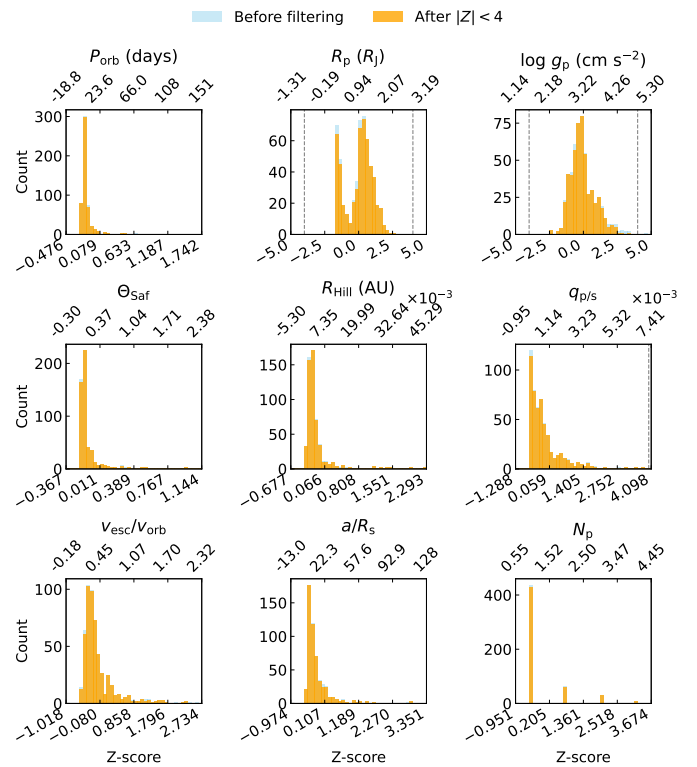 Before filtering After |Z| < 4
P_orb (days) R_p (R_J) log g_p (cm s⁻²)
-18.8 23.6 66.0 108 151 -1.31 -0.19 0.94 2.07 3.19 1.14 2.18 3.22 4.26 5.30
Count
300
200
100
0
60
40
20
0
75
50
25
0
−0.476 0.079 0.633 1.187 1.742 −5.0 −2.5 0.0 2.5 5.0 −5.0 −2.5 0.0 2.5 5.0
Θ_Saf R_Hill (AU) q_p/s
-0.30 0.37 1.04 1.71 2.38 -5.30 7.35 19.99 32.64 45.29 ×10⁻³ -0.95 1.14 3.23 5.32 7.41 ×10⁻³
Count
200
100
0
150
100
50
0
100
50
0
−0.367 0.011 0.389 0.767 1.144 −0.677 0.066 0.808 1.551 2.293 −1.288 0.059 1.405 2.752 4.098
v_esc/v_orb a/R_s N_p
-0.18 0.45 1.07 1.70 2.32 -13.0 22.3 57.6 92.9 128 0.55 1.52 2.50 3.47 4.45
Count
100
50
0
150
100
50
0
400
200
0
−1.018 −0.080 0.858 1.796 2.734 −0.974 0.107 1.189 2.270 3.351 −0.951 0.205 1.361 2.518 3.674
Z-score Z-score Z-score